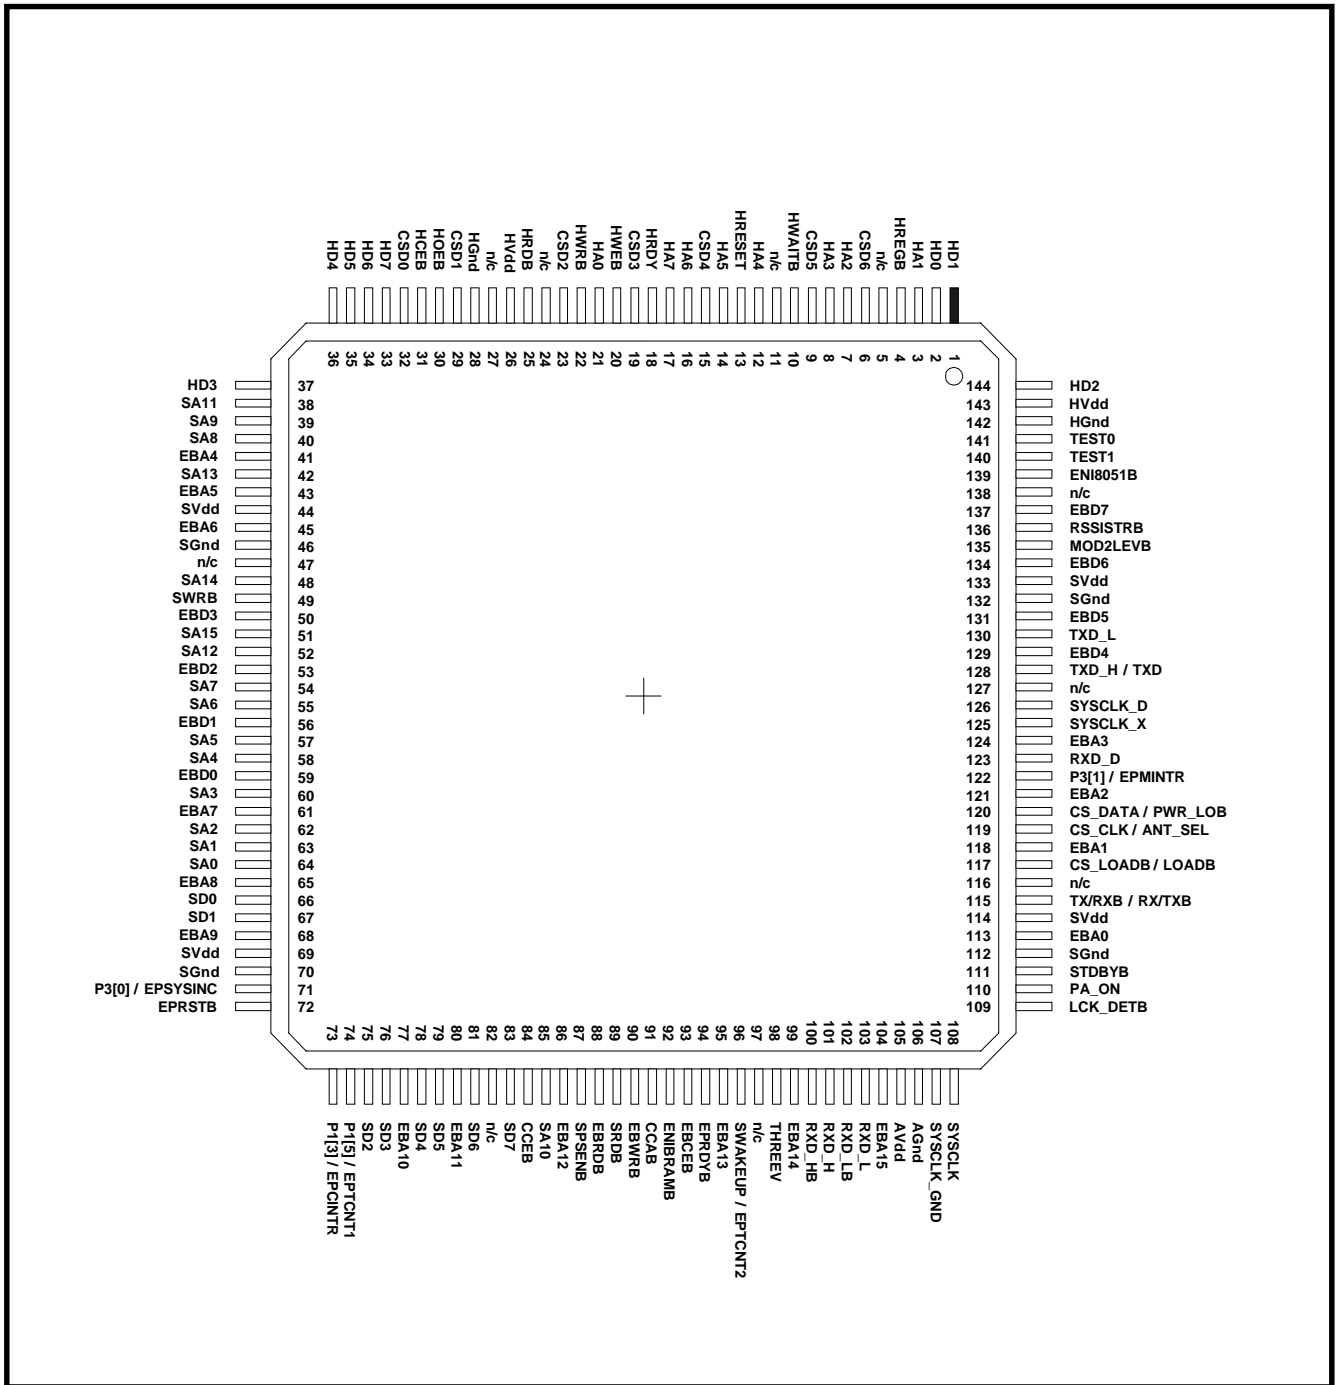 HD4
HD5
HD6
HD7
CSD0
HCEB
HOEB
CSD1
HGnd
n/c
HVdd
HRDB
n/c
CSD2
HWRB
HA0
HWEB
CSD3
HRDY
HA7
HA6
CSD4
HA5
HRESET
HA4
n/c
HWAITB
CSD5
HA3
HA2
CSD6
n/c
HREGB
HA1
HD0
HD1
36
35
34
33
32
31
30
29
28
27
26
25
24
23
22
21
20
19
18
17
16
15
14
13
12
11
10
9
8
7
6
5
4
3
2
1
HD3 37 144 HD2
SA11 38 143 HVdd
SA9 39 142 HGnd
SA8 40 141 TEST0
EBA4 41 140 TEST1
SA13 42 139 ENI8051B
EBA5 43 138 n/c
SVdd 44 137 EBD7
EBA6 45 136 RSSISTRB
SGnd 46 135 MOD2LEVB
n/c 47 134 EBD6
SA14 48 133 SVdd
SWRB 49 132 SGnd
EBD3 50 131 EBD5
SA15 51 130 TXD_L
SA12 52 129 EBD4
EBD2 53 128 TXD_H / TXD
SA7 54 127 n/c
SA6 55 126 SYSCLK_D
EBD1 56 125 SYSCLK_X
SA5 57 124 EBA3
SA4 58 123 RXD_D
EBD0 59 122 P3[1] / EPMINTR
SA3 60 121 EBA2
EBA7 61 120 CS_DATA / PWR_LOB
SA2 62 119 CS_CLK / ANT_SEL
SA1 63 118 EBA1
SA0 64 117 CS_LOADB / LOADB
EBA8 65 116 n/c
SD0 66 115 TX/RXB / RX/TXB
SD1 67 114 SVdd
EBA9 68 113 EBA0
SVdd 69 112 SGnd
SGnd 70 111 STDBYB
P3[0] / EPSYSINC 71 110 PA_ON
EPRSTB 72 109 LCK_DETB
73
74
75
76
77
78
79
80
81
82
83
84
85
86
87
88
89
90
91
92
93
94
95
96
97
98
99
100
101
102
103
104
105
106
107
108
P1[3] / EPCINTR
P1[5] / EPTCNT1
SD2
SD3
EBA10
SD4
SD5
EBA11
SD6
n/c
SD7
CCEB
SA10
EBA12
SPSENB
EBRDB
SRDB
EBWRB
CCAB
ENIBRAMB
EBCEB
EPRDYB
EBA13
SWAKEUP / EPTCNT2
n/c
THREEV
EBA14
RXD_HB
RXD_H
RXD_LB
RXD_L
EBA15
AVdd
AGnd
SYSCLK_GND
SYSCLK